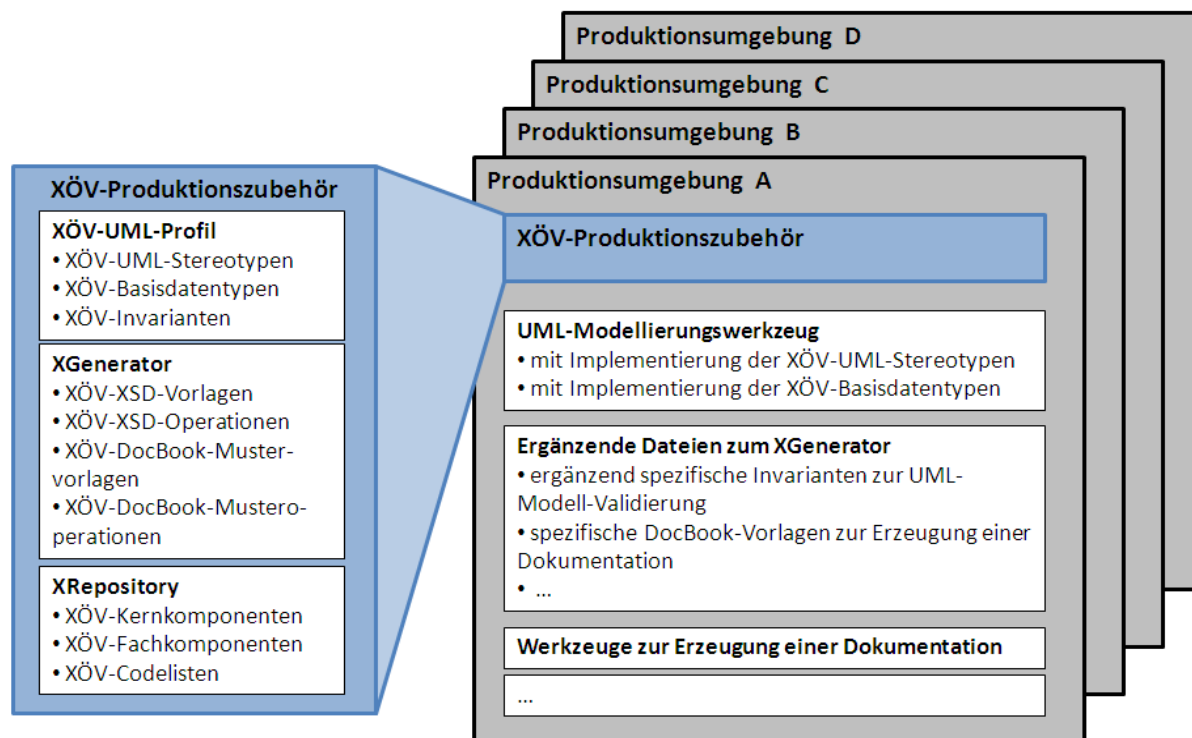 Produktionsumgebung D
Produktionsumgebung C
Produktionsumgebung B
Produktionsumgebung A
XÖV-Produktionszubehör
XÖV-UML-Profil
• XÖV-UML-Stereotypen
• XÖV-Basisdatentypen
• XÖV-Invarianten
XGenerator
• XÖV-XSD-Vorlagen
• XÖV-XSD-Operationen
• XÖV-DocBook-Muster-
vorlagen
• XÖV-DocBook-Mustero-
perationen
XRepository
• XÖV-Kernkomponenten
• XÖV-Fachkomponenten
• XÖV-Codelisten
XÖV-Produktionszubehör
UML-Modellierungswerkzeug
• mit Implementierung der XÖV-UML-Stereotypen
• mit Implementierung der XÖV-Basisdatentypen
Ergänzende Dateien zum XGenerator
• ergänzend spezifische Invarianten zur UML-
Modell-Validierung
• spezifische DocBook-Vorlagen zur Erzeugung einer
Dokumentation
• ...
Werkzeuge zur Erzeugung einer Dokumentation
...